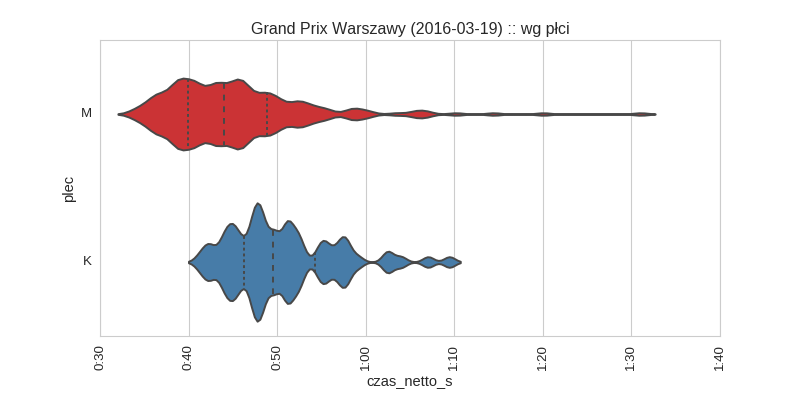 Grand Prix Warszawy (2016-03-19) :: wg płci
M
płec
K
0:30 0:40 0:50 1:00 1:10 1:20 1:30 1:40
czas_netto_s